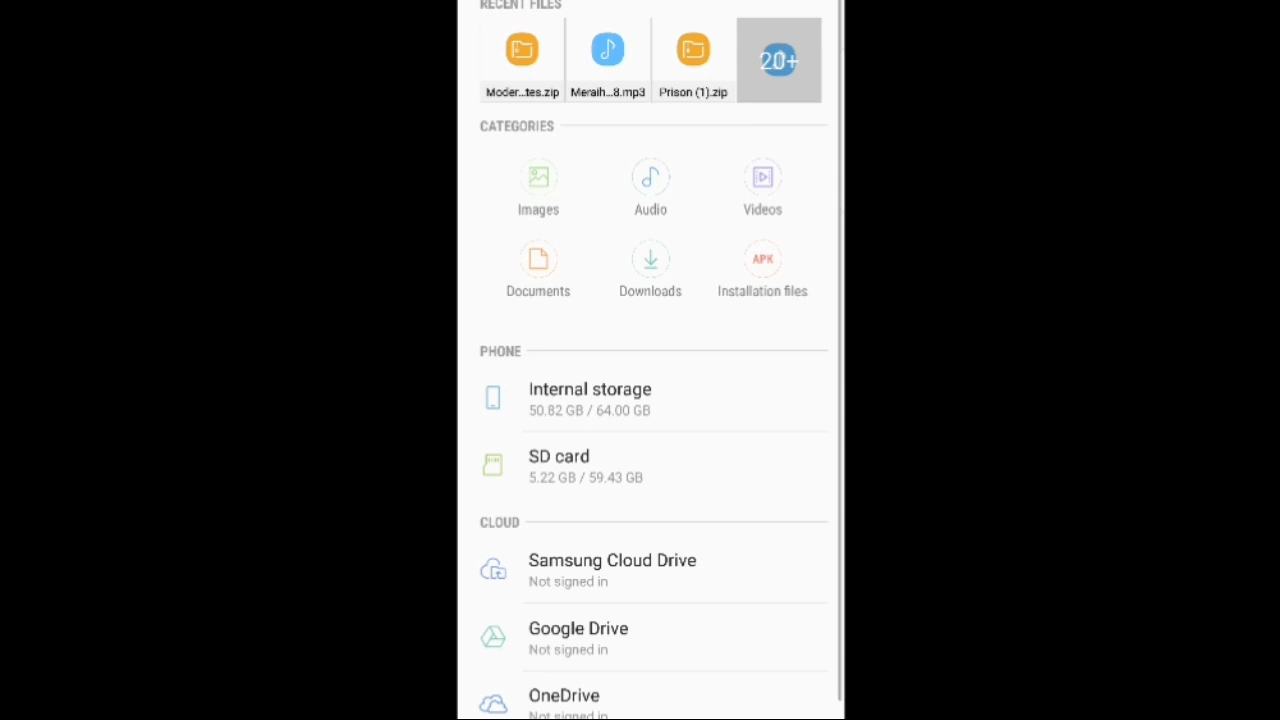 RECENT FILES
20+
Moder...tes.zip
Meraih...8.mp3
Prison (1).zip
CATEGORIES
Images
Audio
Videos
APK
Documents
Downloads
Installation files
PHONE
Internal storage
50.82 GB / 64.00 GB
SD card
5.22 GB / 59.43 GB
CLOUD
Samsung Cloud Drive
Not signed in
Google Drive
Not signed in
OneDrive
Not signed in